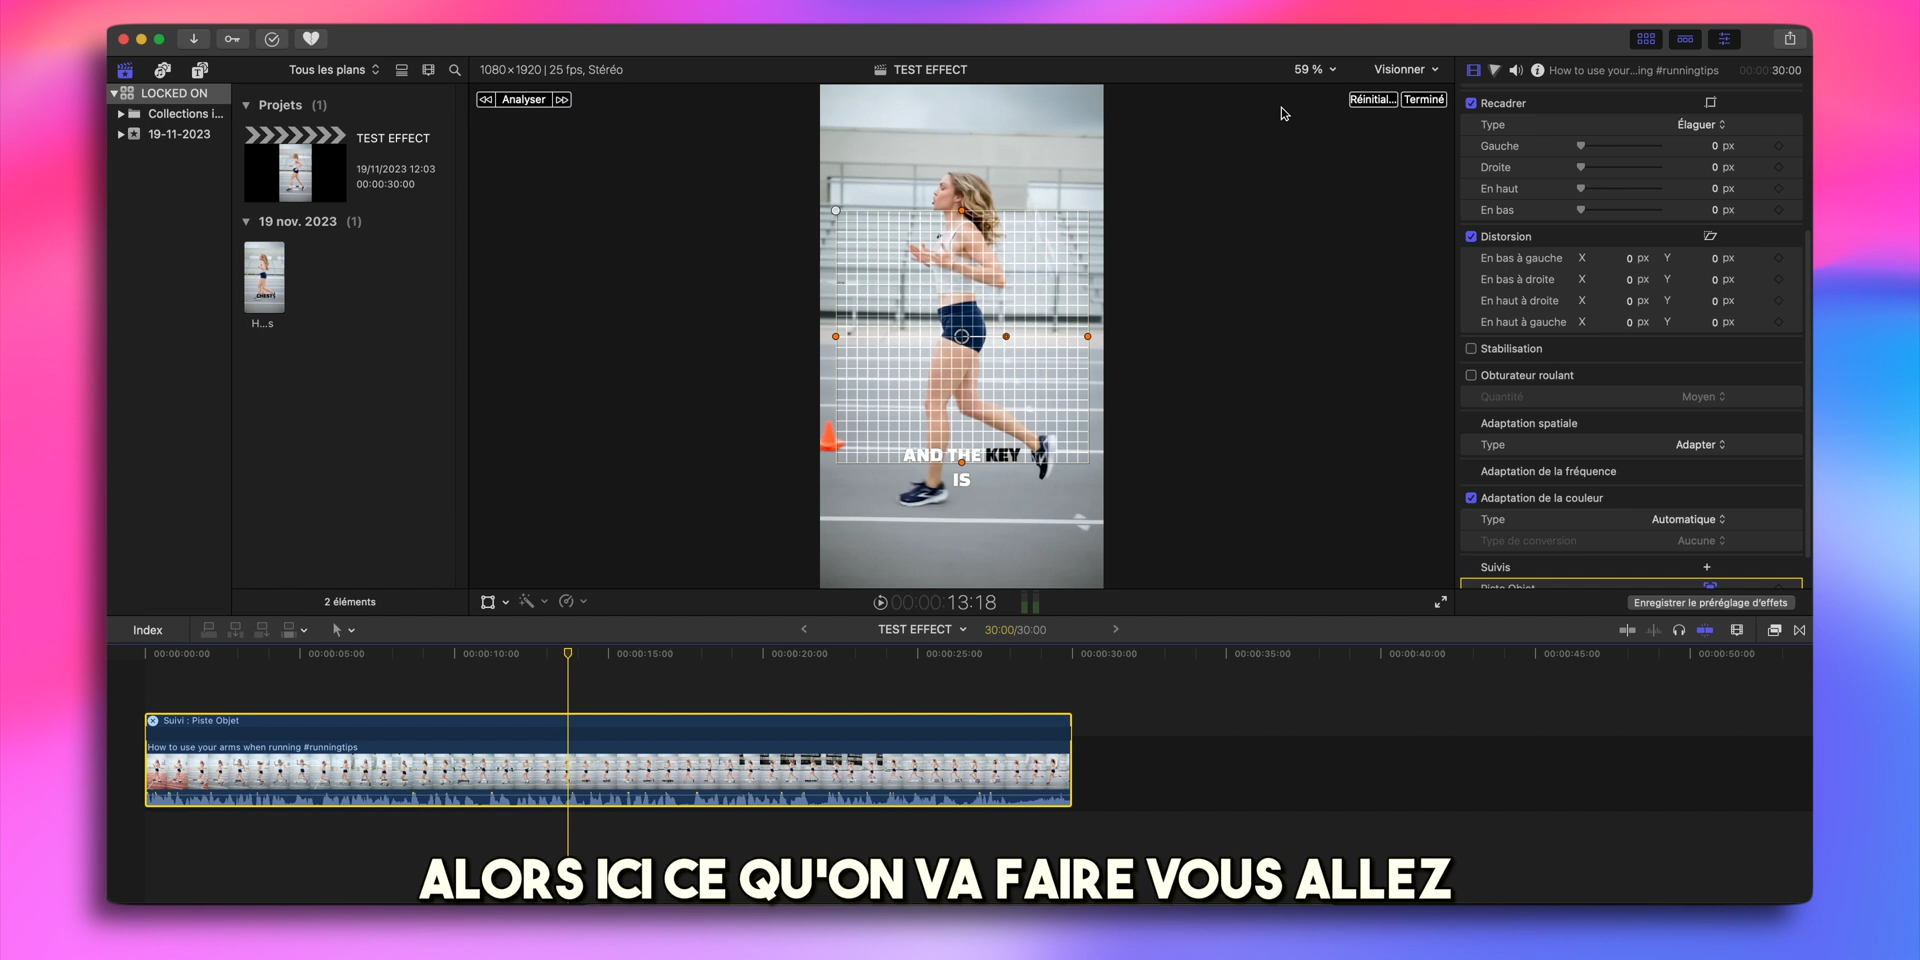 Tous les plans
1080×1920 | 25 fps, Stéréo
TEST EFFECT
59 %
Visionner
How to use your...ing #runningtips
00:00:30:00
LOCKED ON
Collections i...
19-11-2023
Projets (1)
TEST EFFECT
19/11/2023 12:03
00:00:30:00
19 nov. 2023 (1)
CHEST
H...s
2 éléments
Analyser
Réinitial...
Terminé
AND THE KEY
IS
Recadrer
Type Élaguer
Gauche 0 px
Droite 0 px
En haut 0 px
En bas 0 px
Distorsion
En bas à gauche X 0 px Y 0 px
En bas à droite X 0 px Y 0 px
En haut à droite X 0 px Y 0 px
En haut à gauche X 0 px Y 0 px
Stabilisation
Obturateur roulant
Quantité Moyen
Adaptation spatiale
Type Adapter
Adaptation de la fréquence
Adaptation de la couleur
Type Automatique
Type de conversion Aucune
Suivis +
Piste Objet
00:00:13:18
Enregistrer le préréglage d'effets
Index
TEST EFFECT
30:00/30:00
00:00:00:00 00:00:05:00 00:00:10:00 00:00:15:00 00:00:20:00 00:00:25:00 00:00:30:00 00:00:35:00 00:00:40:00 00:00:45:00 00:00:50:00
Suivi : Piste Objet
How to use your arms when running #runningtips
ALORS ICI CE QU'ON VA FAIRE VOUS ALLEZ